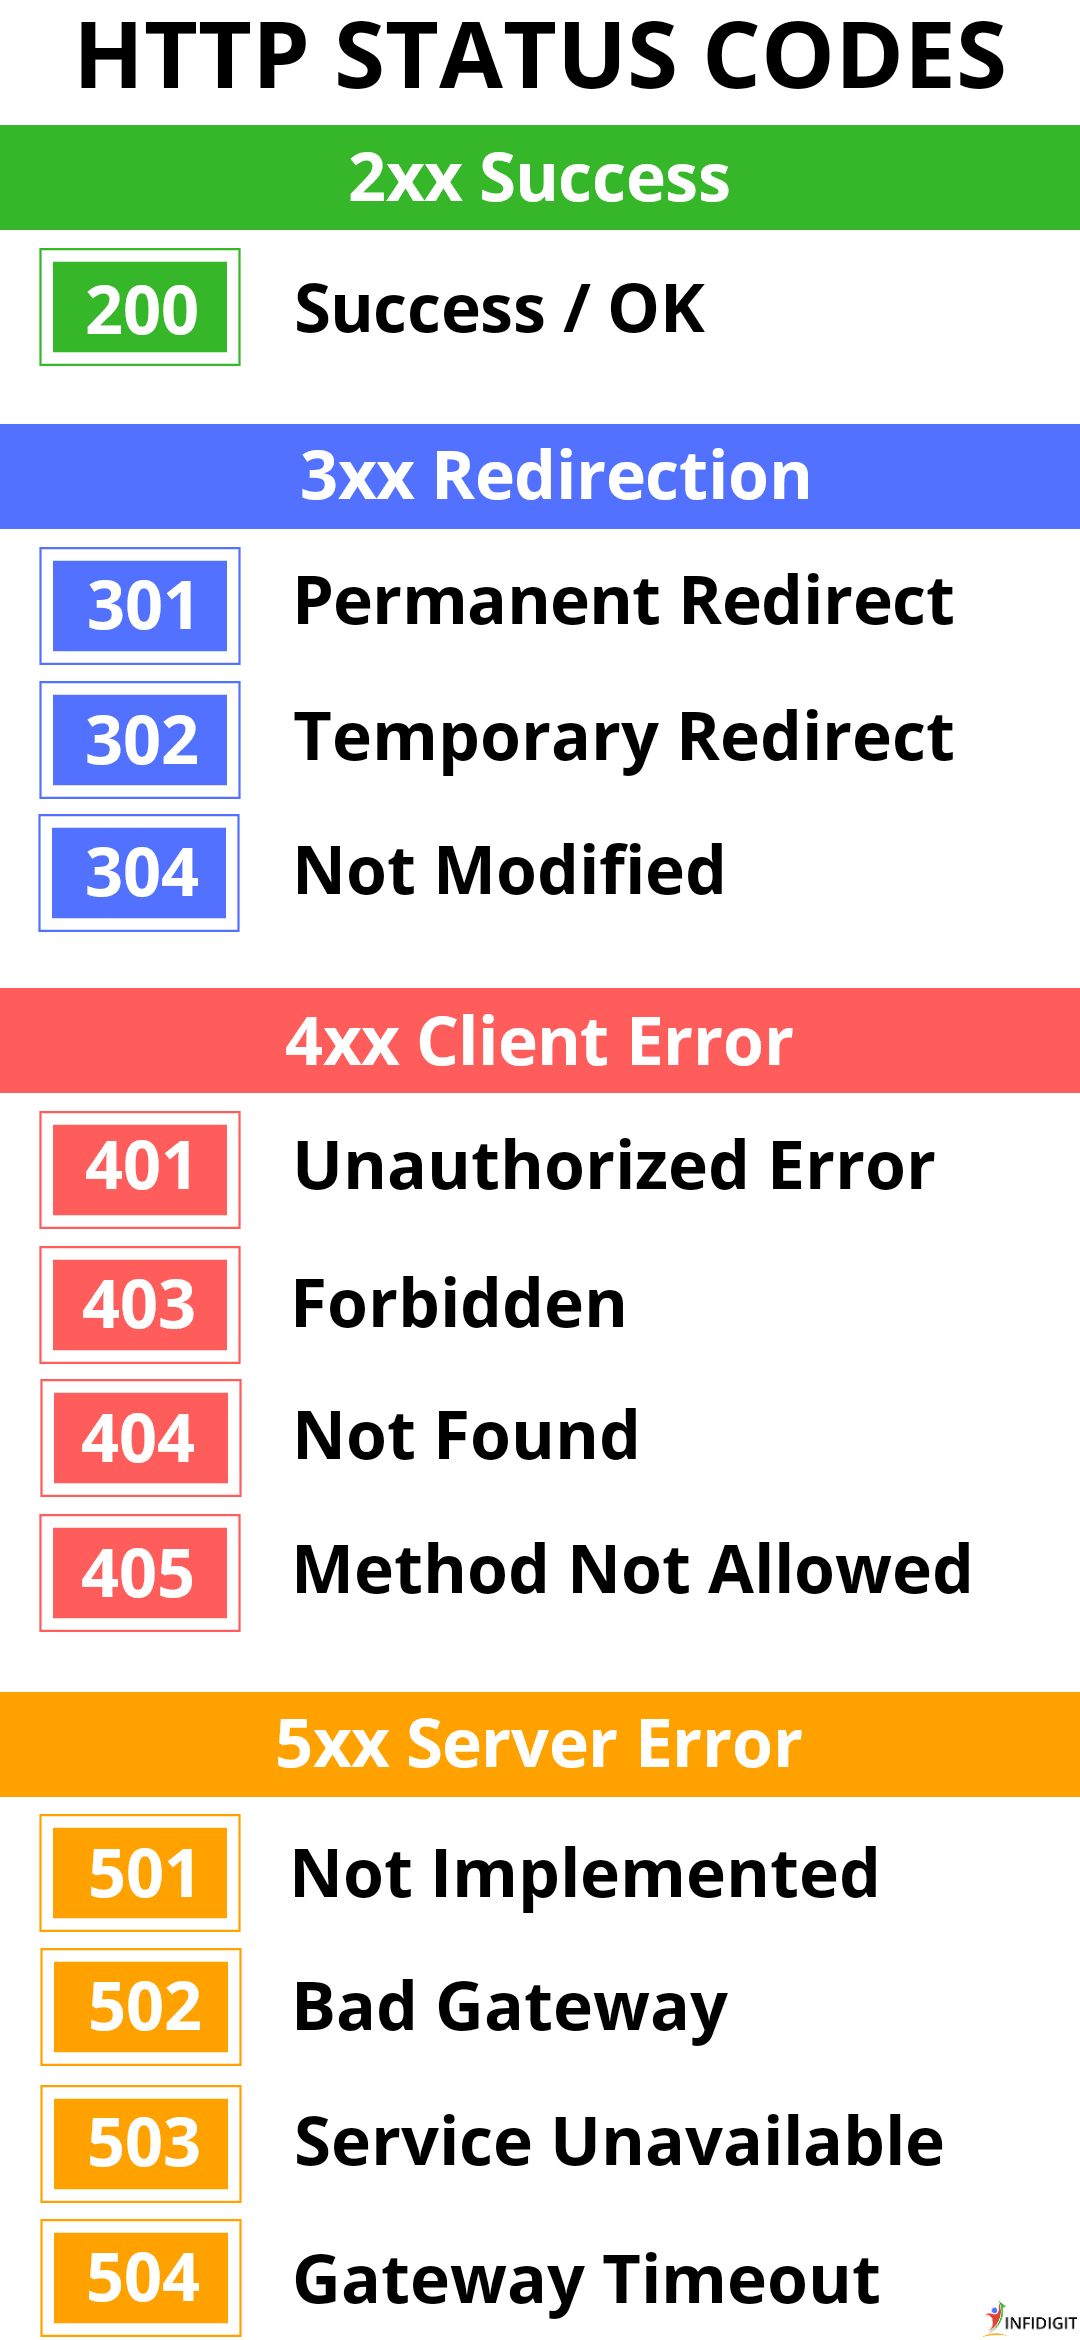 HTTP STATUS CODES
2xx Success
200 Success / OK
3xx Redirection
301 Permanent Redirect
302 Temporary Redirect
304 Not Modified
4xx Client Error
401 Unauthorized Error
403 Forbidden
404 Not Found
405 Method Not Allowed
5xx Server Error
501 Not Implemented
502 Bad Gateway
503 Service Unavailable
504 Gateway Timeout
INFIDIGIT